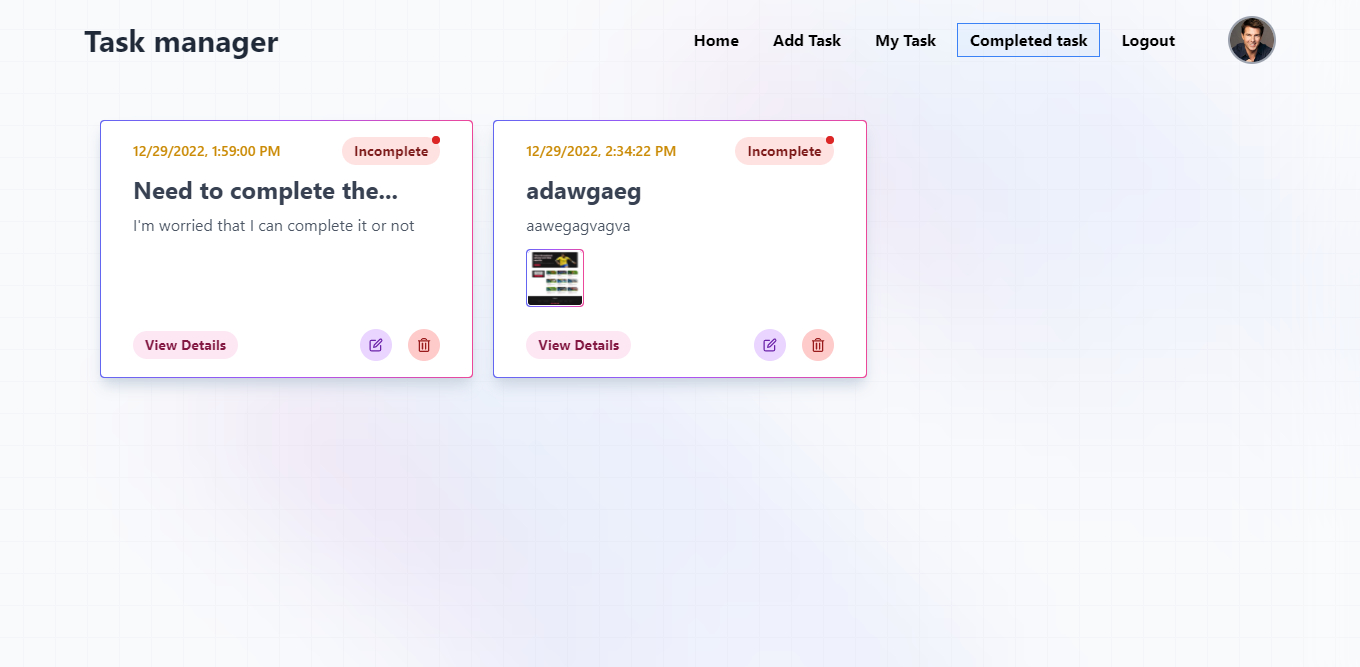 Task manager
Home
Add Task
My Task
Completed task
Logout
12/29/2022, 1:59:00 PM
Incomplete
Need to complete the...
I'm worried that I can complete it or not
View Details
12/29/2022, 2:34:22 PM
Incomplete
adawgaeg
aawegagvagva
View Details